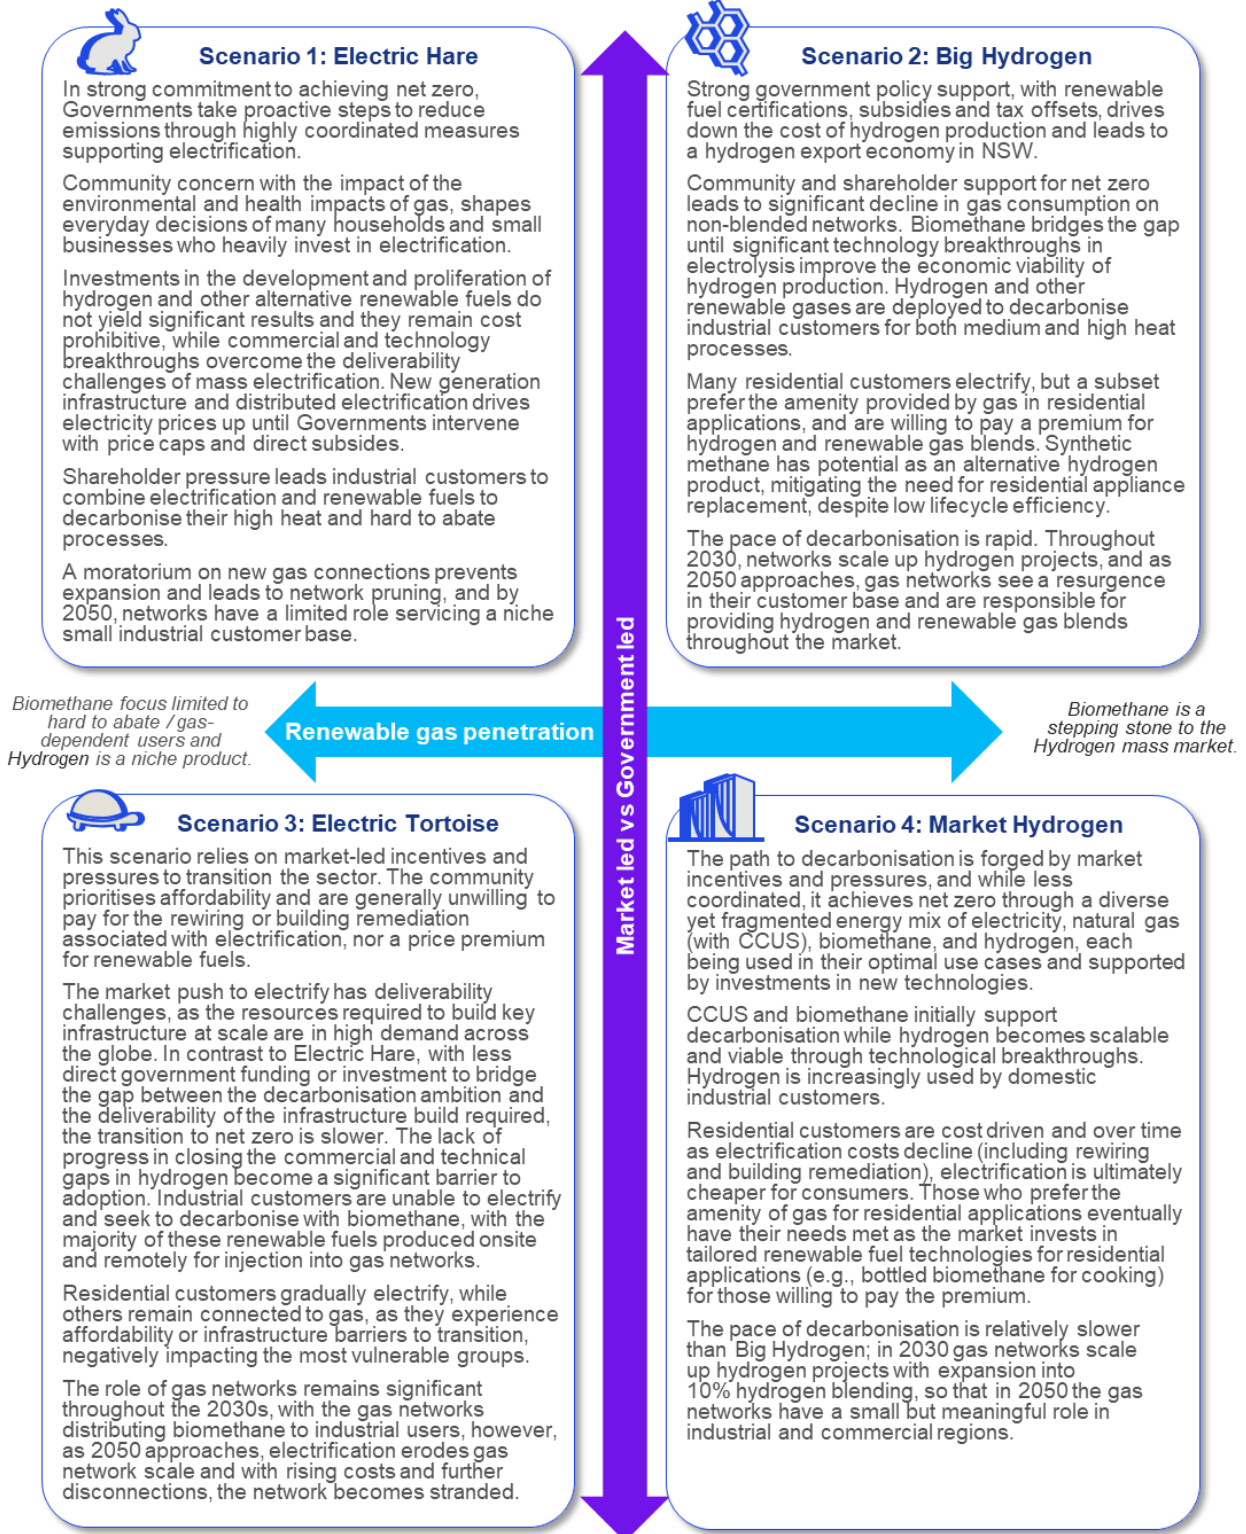 Scenario 1: Electric Hare
In strong commitment to achieving net zero,
Governments take proactive steps to reduce
emissions through highly coordinated measures
supporting electrification.
Community concern with the impact of the
environmental and health impacts of gas, shapes
everyday decisions of many households and small
businesses who heavily invest in electrification.
Investments in the development and proliferation of
hydrogen and other alternative renewable fuels do
not yield significant results and they remain cost
prohibitive, while commercial and technology
breakthroughs overcome the deliverability
challenges of mass electrification. New generation
infrastructure and distributed electrification drives
electricity prices up until Governments intervene
with price caps and direct subsides.
Shareholder pressure leads industrial customers to
combine electrification and renewable fuels to
decarbonise their high heat and hard to abate
processes.
A moratorium on new gas connections prevents
expansion and leads to network pruning, and by
2050, networks have a limited role servicing a niche
small industrial customer base.
Scenario 2: Big Hydrogen
Strong government policy support, with renewable
fuel certifications, subsidies and tax offsets, drives
down the cost of hydrogen production and leads to
a hydrogen export economy in NSW.
Community and shareholder support for net zero
leads to significant decline in gas consumption on
non-blended networks. Biomethane bridges the gap
until significant technology breakthroughs in
electrolysis improve the economic viability of
hydrogen production. Hydrogen and other
renewable gases are deployed to decarbonise
industrial customers for both medium and high heat
processes.
Many residential customers electrify, but a subset
prefer the amenity provided by gas in residential
applications, and are willing to pay a premium for
hydrogen and renewable gas blends. Synthetic
methane has potential as an alternative hydrogen
product, mitigating the need for residential appliance
replacement, despite low lifecycle efficiency.
The pace of decarbonisation is rapid. Throughout
2030, networks scale up hydrogen projects, and as
2050 approaches, gas networks see a resurgence
in their customer base and are responsible for
providing hydrogen and renewable gas blends
throughout the market.
Market led vs Government led
Biomethane focus limited to
hard to abate / gas-
dependent users and
Hydrogen is a niche product.
Renewable gas penetration
Biomethane is a
stepping stone to the
Hydrogen mass market.
Scenario 3: Electric Tortoise
This scenario relies on market-led incentives and
pressures to transition the sector. The community
prioritises affordability and are generally unwilling to
pay for the rewiring or building remediation
associated with electrification, nor a price premium
for renewable fuels.
The market push to electrify has deliverability
challenges, as the resources required to build key
infrastructure at scale are in high demand across
the globe. In contrast to Electric Hare, with less
direct government funding or investment to bridge
the gap between the decarbonisation ambition and
the deliverability of the infrastructure build required,
the transition to net zero is slower. The lack of
progress in closing the commercial and technical
gaps in hydrogen become a significant barrier to
adoption. Industrial customers are unable to electrify
and seek to decarbonise with biomethane, with the
majority of these renewable fuels produced onsite
and remotely for injection into gas networks.
Residential customers gradually electrify, while
others remain connected to gas, as they experience
affordability or infrastructure barriers to transition,
negatively impacting the most vulnerable groups.
The role of gas networks remains significant
throughout the 2030s, with the gas networks
distributing biomethane to industrial users, however,
as 2050 approaches, electrification erodes gas
network scale and with rising costs and further
disconnections, the network becomes stranded.
Scenario 4: Market Hydrogen
The path to decarbonisation is forged by market
incentives and pressures, and while less
coordinated, it achieves net zero through a diverse
yet fragmented energy mix of electricity, natural gas
(with CCUS), biomethane, and hydrogen, each
being used in their optimal use cases and supported
by investments in new technologies.
CCUS and biomethane initially support
decarbonisation while hydrogen becomes scalable
and viable through technological breakthroughs.
Hydrogen is increasingly used by domestic
industrial customers.
Residential customers are cost driven and over time
as electrification costs decline (including rewiring
and building remediation), electrification is ultimately
cheaper for consumers. Those who prefer the
amenity of gas for residential applications eventually
have their needs met as the market invests in
tailored renewable fuel technologies for residential
applications (e.g., bottled biomethane for cooking)
for those willing to pay the premium.
The pace of decarbonisation is relatively slower
than Big Hydrogen; in 2030 gas networks scale
up hydrogen projects with expansion into
10% hydrogen blending, so that in 2050 the gas
networks have a small but meaningful role in
industrial and commercial regions.